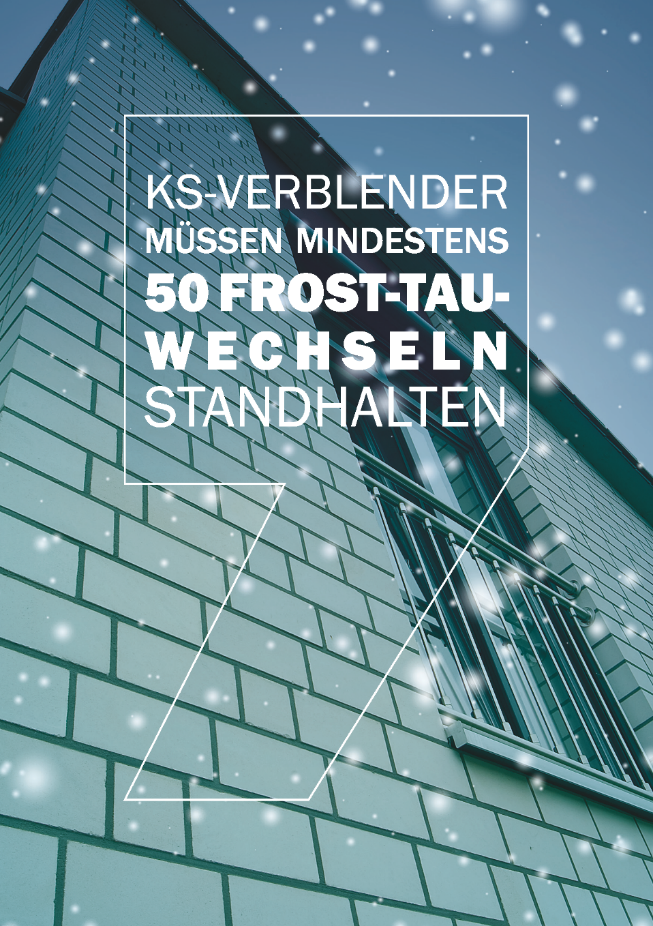 KS-VERBLENDER
MÜSSEN MINDESTENS
50 FROST-TAU-
WECHSELN
STANDHALTEN